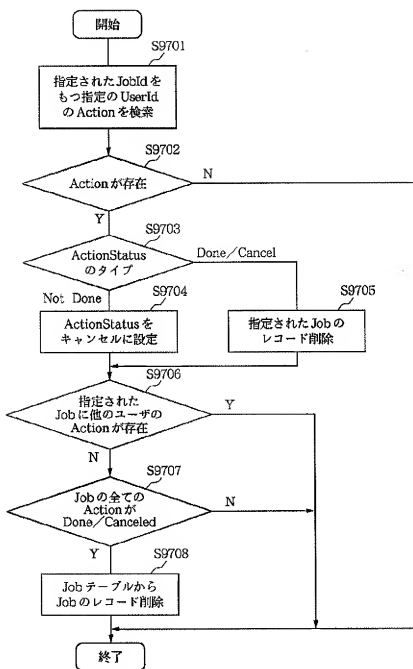 開始
S9701
指定されたJobIdを
もつ指定のUserId
のActionを検索
S9702
Actionが存在
N
Y
S9703
ActionStatus
のタイプ
Done/Cancel
Not Done
S9704
ActionStatusを
キャンセルに設定
S9705
指定されたJobの
レコード削除
S9706
指定された
Jobに他のユーザの
Actionが存在
Y
N
S9707
Jobの全ての
Actionが
Done/Canceled
N
Y
S9708
Jobテーブルから
Jobのレコード削除
終了